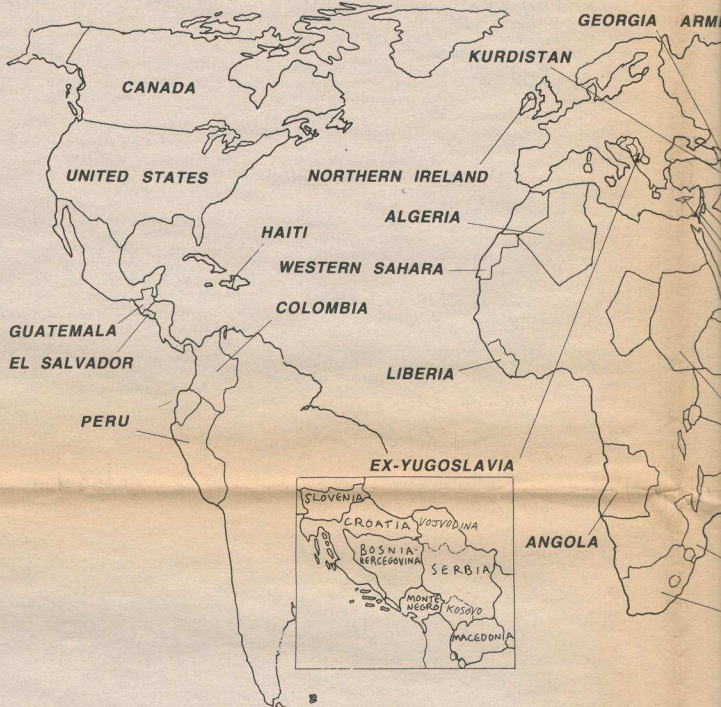 GEORGIA
KURDISTAN
CANADA
UNITED STATES
NORTHERN IRELAND
ALGERIA
HAITI
WESTERN SAHARA
COLOMBIA
GUATEMALA
EL SALVADOR
LIBERIA
PERU
EX-YUGOSLAVIA
ANGOLA
SLOVENIA
CROATIA
VOJVODINA
BOSNIA-
HERCEGOVINA
SERBIA
MONTE
NEGRO
KOSOVO
MACEDONIA